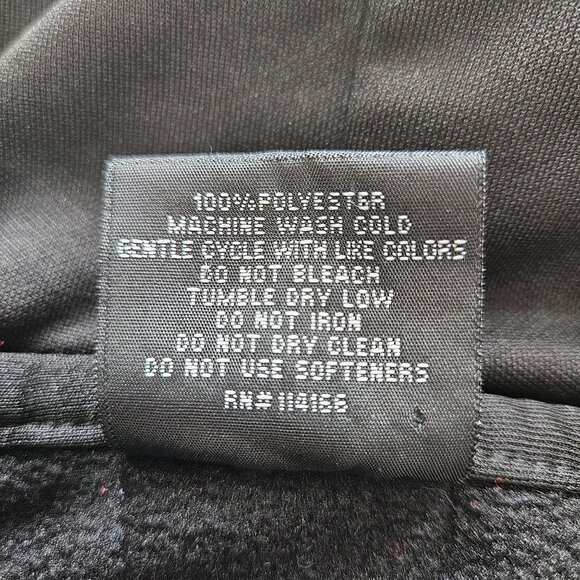 100% POLYESTER
MACHINE WASH COLD
GENTLE CYCLE WITH LIKE COLORS
DO NOT BLEACH
TUMBLE DRY LOW
DO NOT IRON
DO NOT DRY CLEAN
DO NOT USE SOFTENERS
RN# 114166